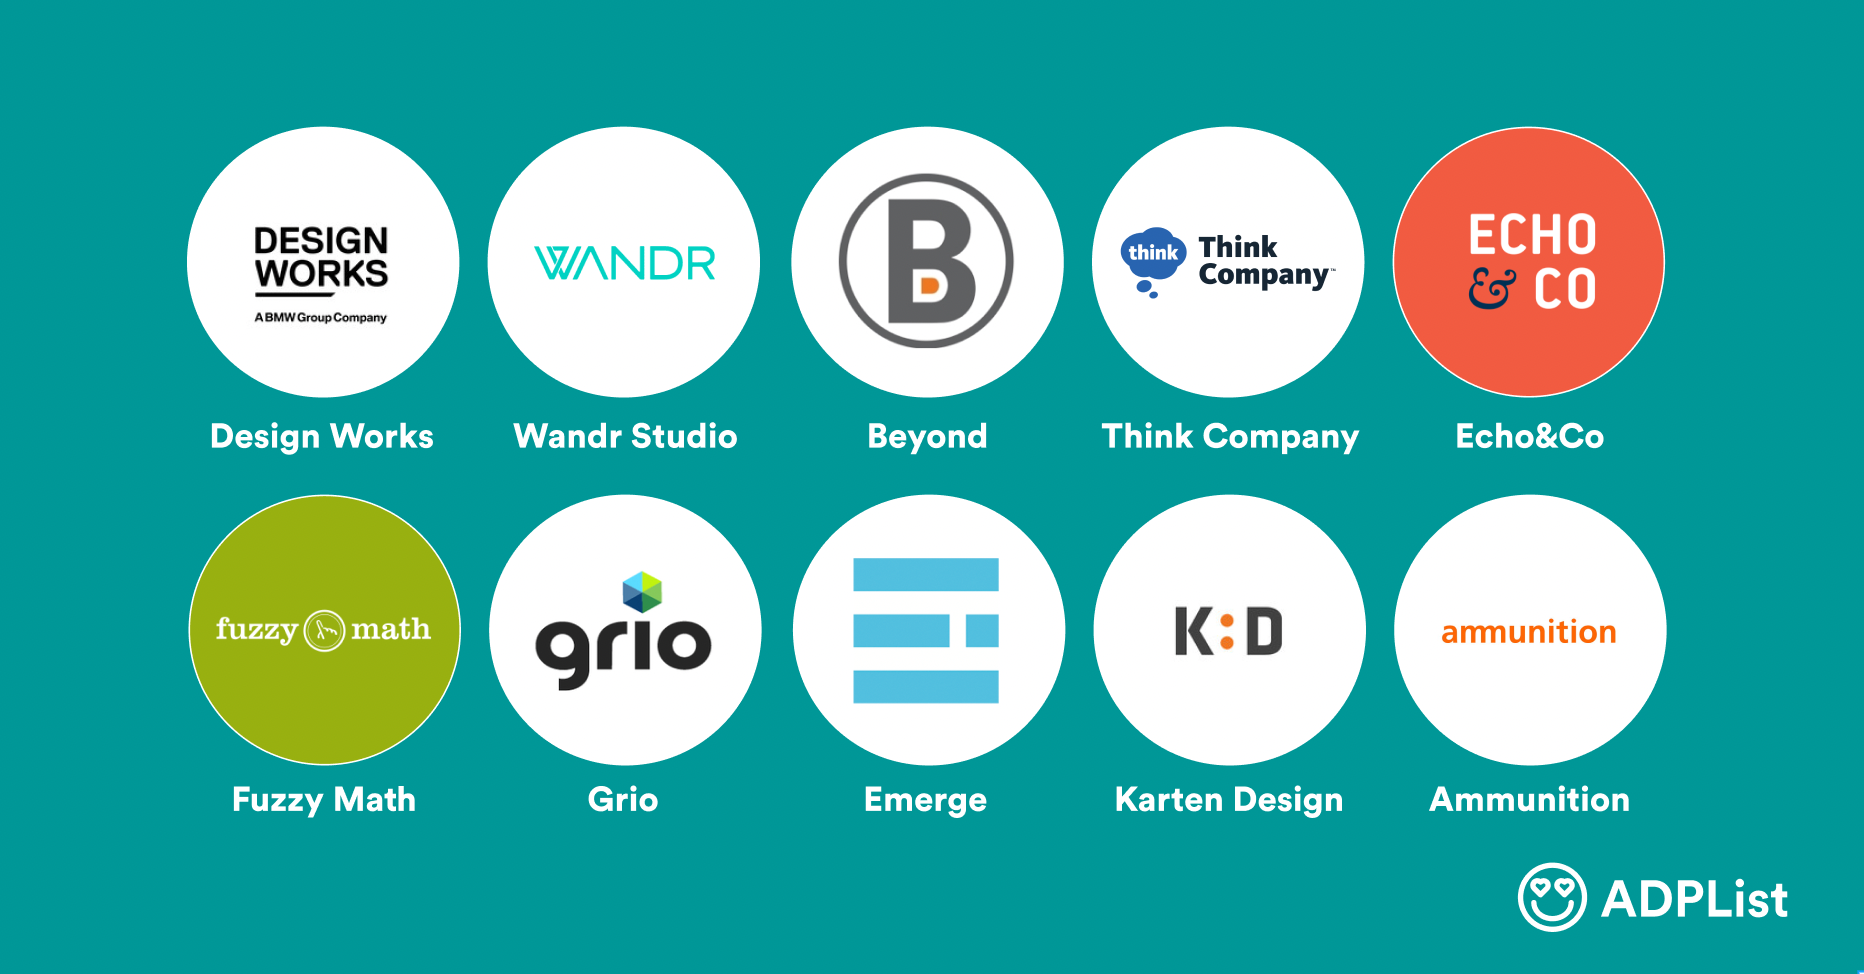 DESIGN
WORKS
A BMW Group Company
WANDR
B
think
Think
Company™
ECHO
& CO
Design Works
Wandr Studio
Beyond
Think Company
Echo&Co
fuzzy math
grio
K:D
ammunition
Fuzzy Math
Grio
Emerge
Karten Design
Ammunition
ADPList